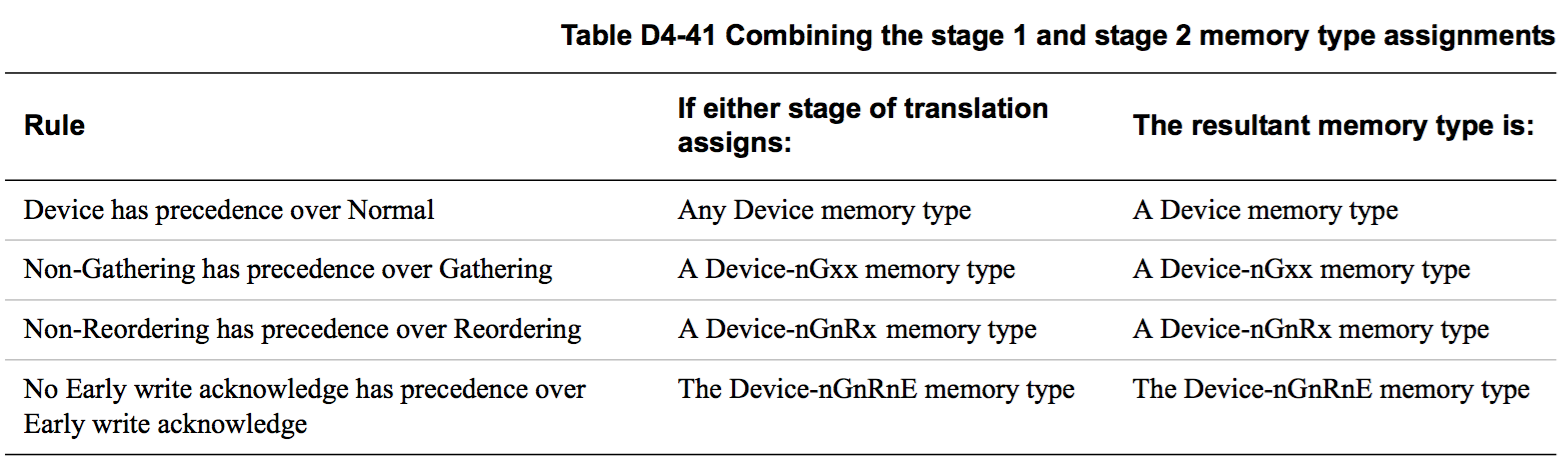 Table D4-41 Combining the stage 1 and stage 2 memory type assignments
Rule
If either stage of translation
assigns:
The resultant memory type is:
Device has precedence over Normal
Any Device memory type
A Device memory type
Non-Gathering has precedence over Gathering
A Device-nGxx memory type
A Device-nGxx memory type
Non-Reordering has precedence over Reordering
A Device-nGnRx memory type
A Device-nGnRx memory type
No Early write acknowledge has precedence over
Early write acknowledge
The Device-nGnRnE memory type
The Device-nGnRnE memory type